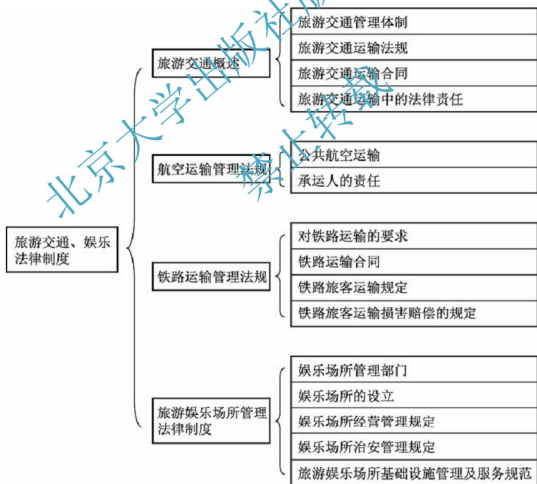 旅游交通、娱乐
法律制度
旅游交通概述
旅游交通管理体制
旅游交通运输法规
旅游交通运输合同
旅游交通运输中的法律责任
航空运输管理法规
公共航空运输
承运人的责任
铁路运输管理法规
对铁路运输的要求
铁路运输合同
铁路旅客运输规定
铁路旅客运输损害赔偿的规定
旅游娱乐场所管理
法律制度
娱乐场所管理部门
娱乐场所的设立
娱乐场所经营管理规定
娱乐场所治安管理规定
旅游娱乐场所基础设施管理及服务规范
北京大学出版社
禁止转载